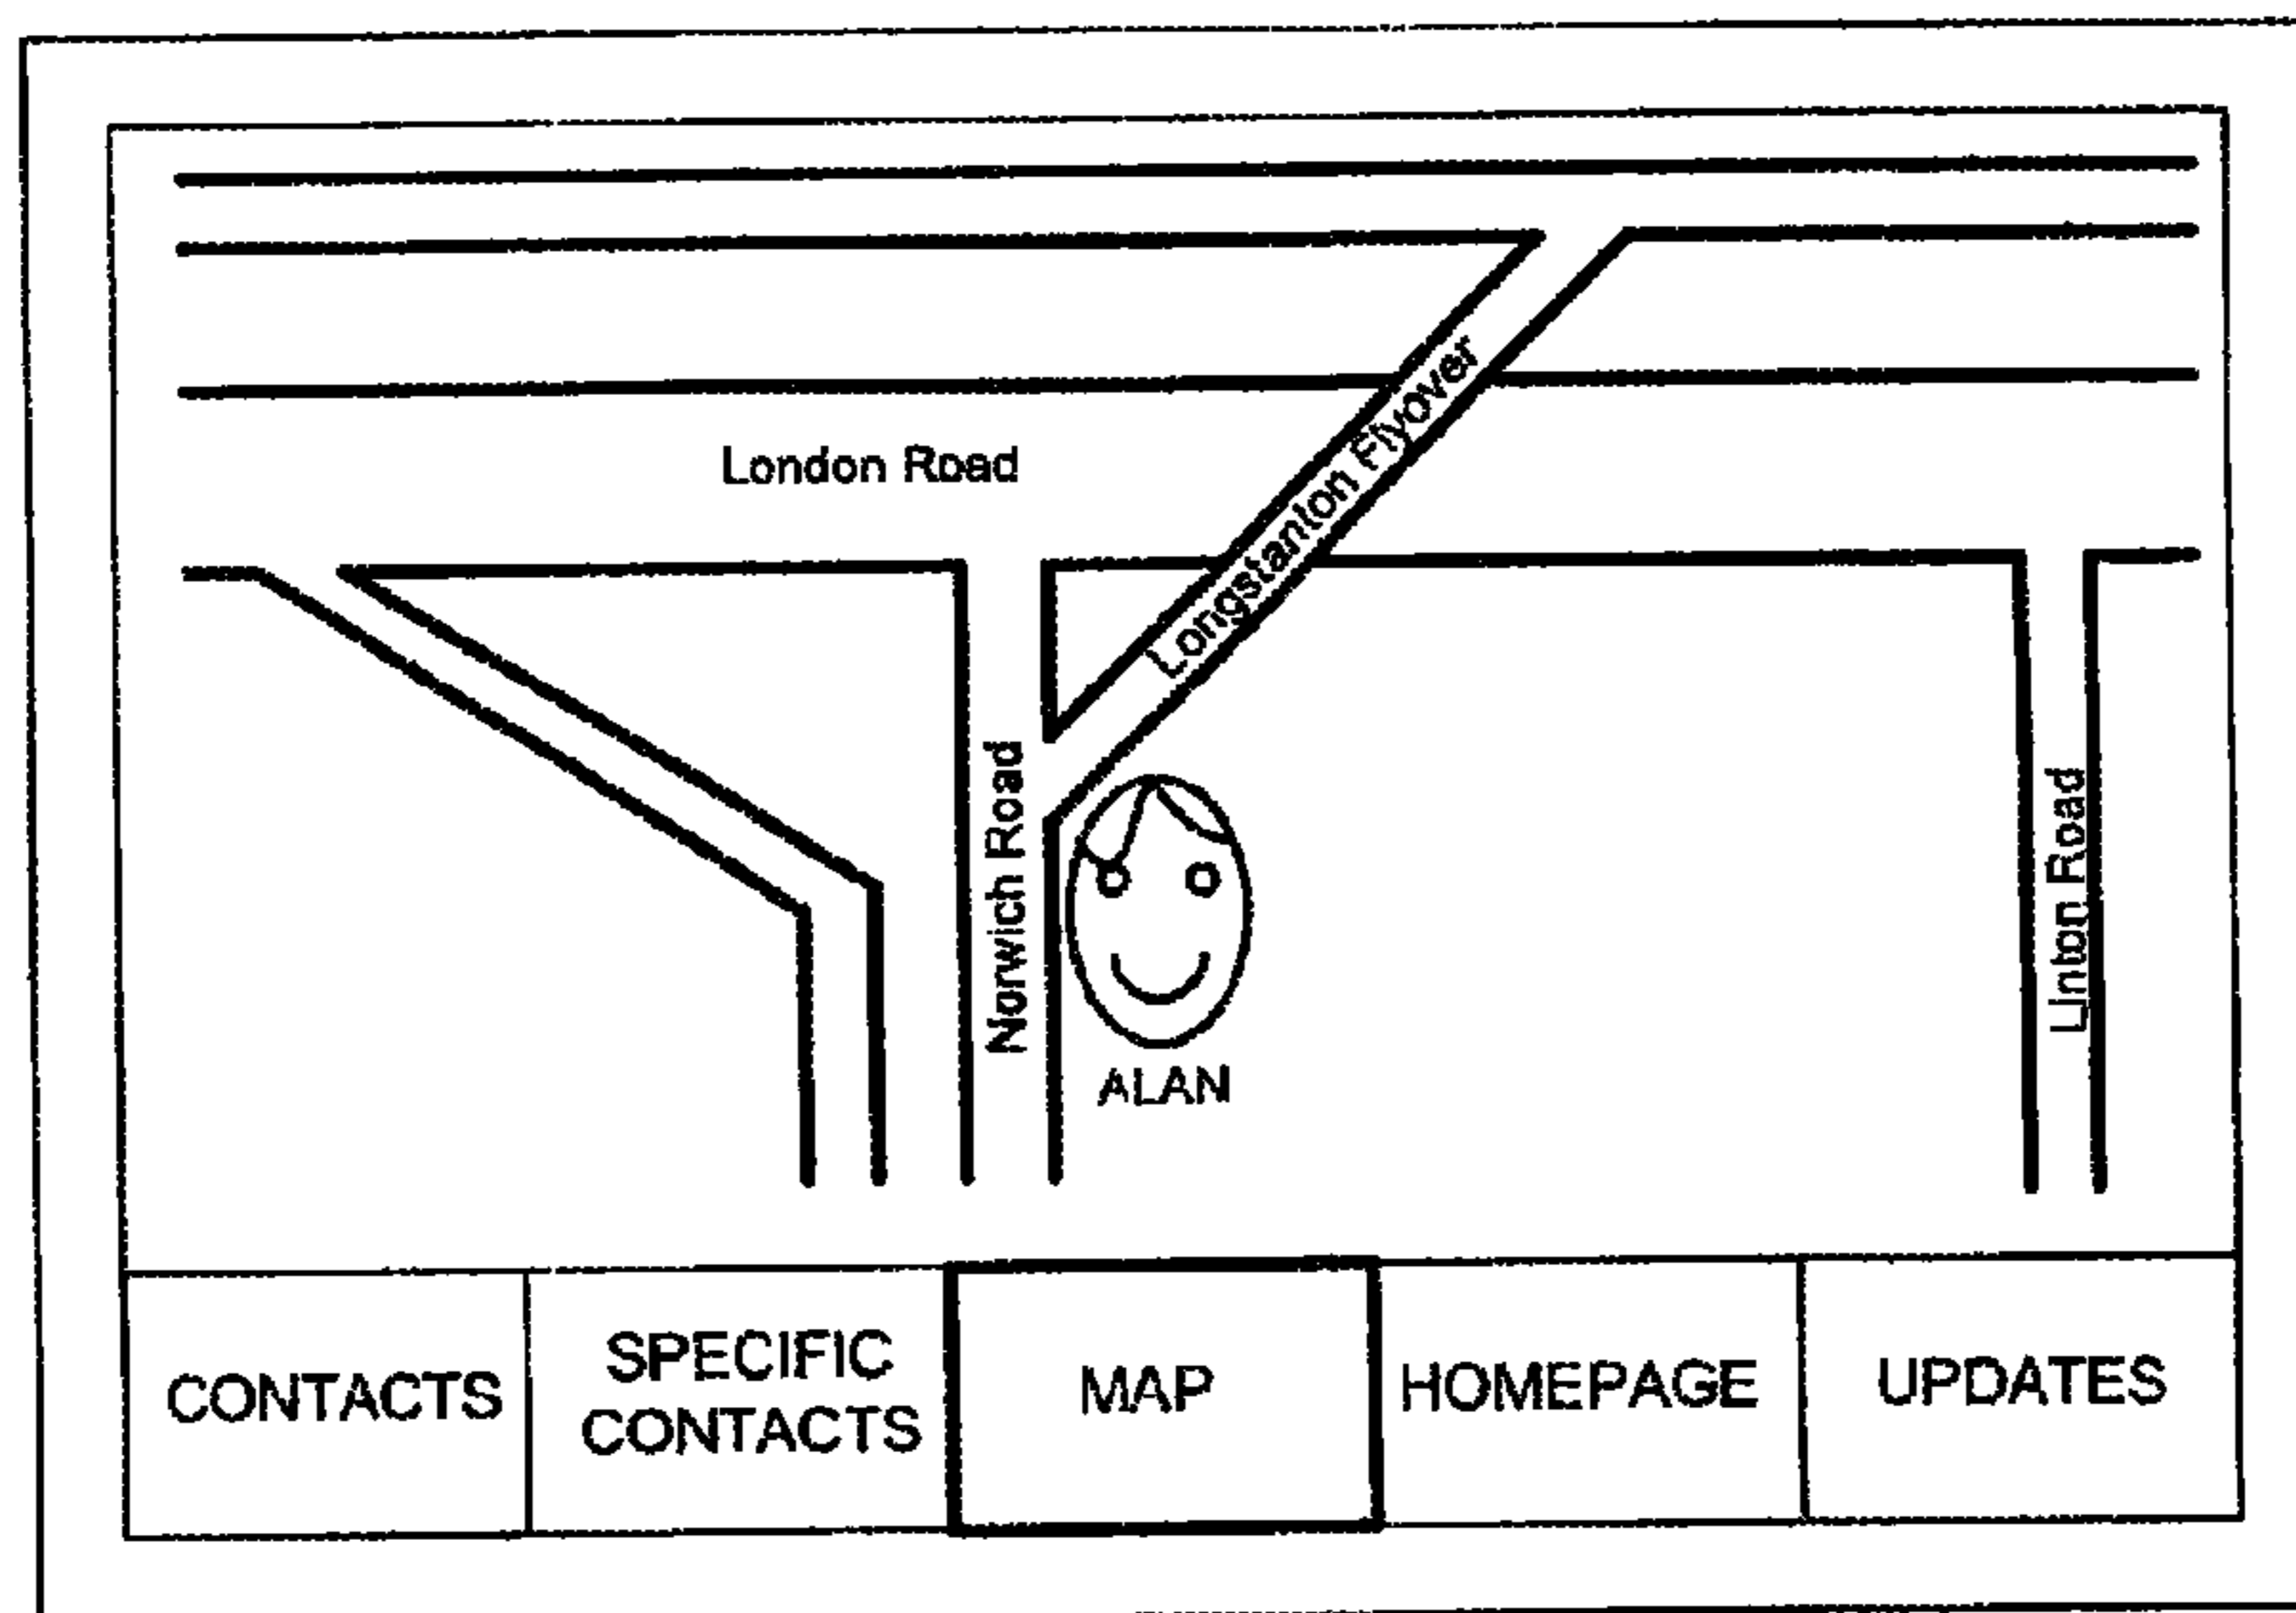 London Road
Longstanton Flyover
Norwich Road
Linton Road
ALAN
CONTACTS
SPECIFIC
CONTACTS
MAP
HOMEPAGE
UPDATES